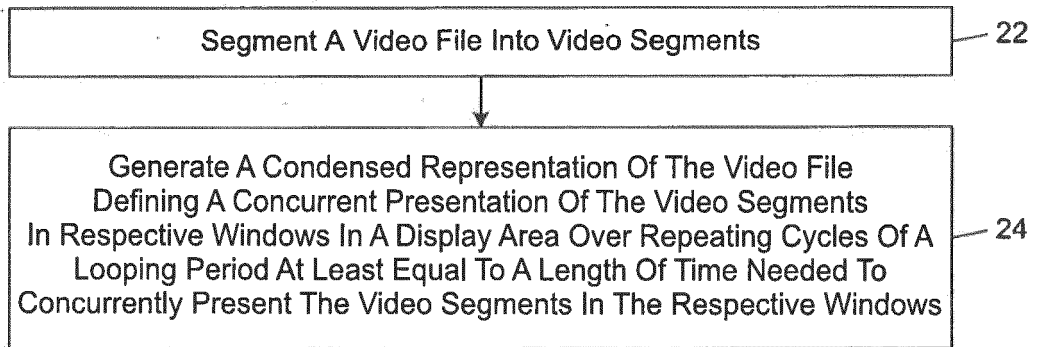 Segment A Video File Into Video Segments
22
Generate A Condensed Representation Of The Video File
Defining A Concurrent Presentation Of The Video Segments
In Respective Windows In A Display Area Over Repeating Cycles Of A
Looping Period At Least Equal To A Length Of Time Needed To
Concurrently Present The Video Segments In The Respective Windows
24